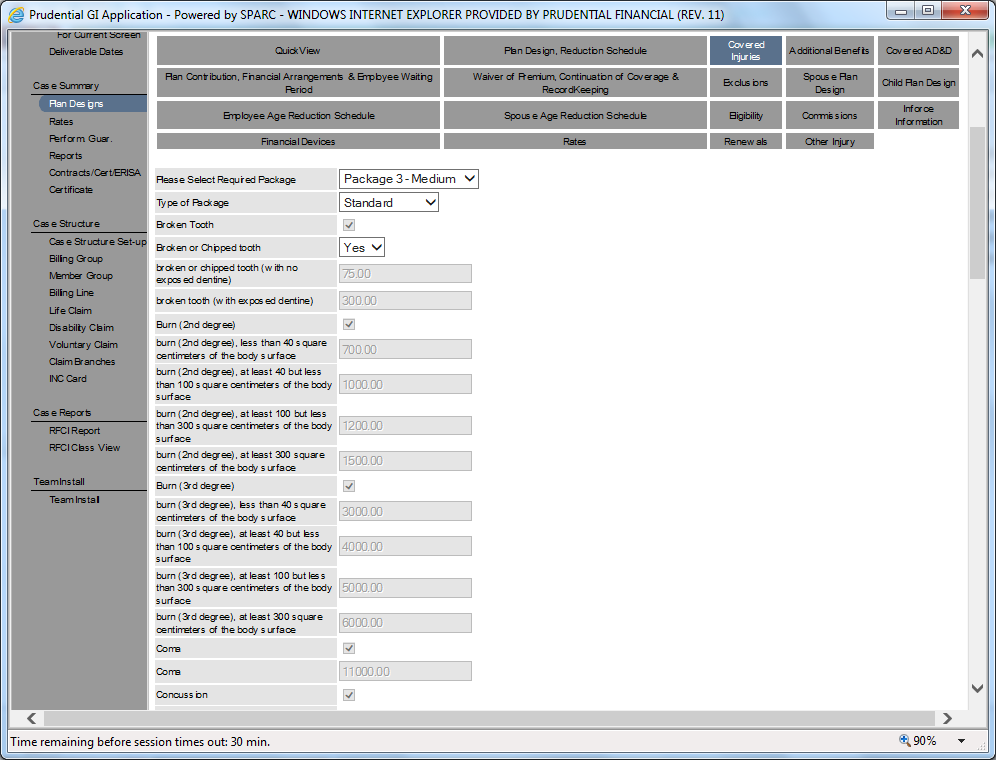 Prudential GI Application - Powered by SPARC - WINDOWS INTERNET EXPLORER PROVIDED BY PRUDENTIAL FINANCIAL (REV. 11)
For Current Screen
Deliverable Dates
Case Summary
Plan Designs
Rates
Perform Guar.
Reports
Contracts/Cert/ERISA
Certificate
Case Structure
Case Structure Set-up
Billing Group
Member Group
Billing Line
Life Claim
Disability Claim
Voluntary Claim
Claim Branches
INC Card
Case Reports
RFCI Report
RFCI Class View
TeamInstall
TeamInstall
QuickView
Plan Design, Reduction Schedule
Covered
Injuries
Additional Benefits
Covered AD&D
Plan Contribution, Financial Arrangements & Employee Waiting
Period
Waiver of Premium, Continuation of Coverage &
RecordKeeping
Exclusions
Spouse Plan
Design
Child Plan Design
Employee Age Reduction Schedule
Spouse Age Reduction Schedule
Eligibility
Commissions
Inforce
Information
Financial Devices
Rates
Renewals
Other Injury
Please Select Required Package
Package 3 - Medium
Type of Package
Standard
Broken Tooth
Broken or Chipped tooth
Yes
broken or chipped tooth (with no
exposed dentine)
75.00
broken tooth (with exposed dentine)
300.00
Burn (2nd degree)
burn (2nd degree), less than 40 square
centimeters of the body surface
700.00
burn (2nd degree), at least 40 but less
than 100 square centimeters of the body
surface
1000.00
burn (2nd degree), at least 100 but less
than 300 square centimeters of the body
surface
1200.00
burn (2nd degree), at least 300 square
centimeters of the body surface
1500.00
Burn (3rd degree)
burn (3rd degree), less than 40 square
centimeters of the body surface
3000.00
burn (3rd degree), at least 40 but less
than 100 square centimeters of the body
surface
4000.00
burn (3rd degree), at least 100 but less
than 300 square centimeters of the body
surface
5000.00
burn (3rd degree), at least 300 square
centimeters of the body surface
6000.00
Coma
Coma
11000.00
Concussion
Time remaining before session times out: 30 min.
90%